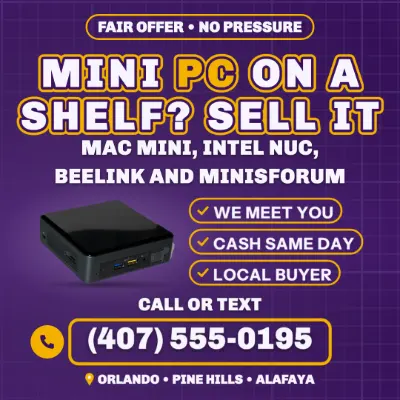 FAIR OFFER • NO PRESSURE
MINI PC ON A
SHELF? SELL IT
MAC MINI, INTEL NUC,
BEELINK AND MINISFORUM
WE MEET YOU
CASH SAME DAY
LOCAL BUYER
CALL OR TEXT
(407) 555-0195
ORLANDO • PINE HILLS • ALAFAYA